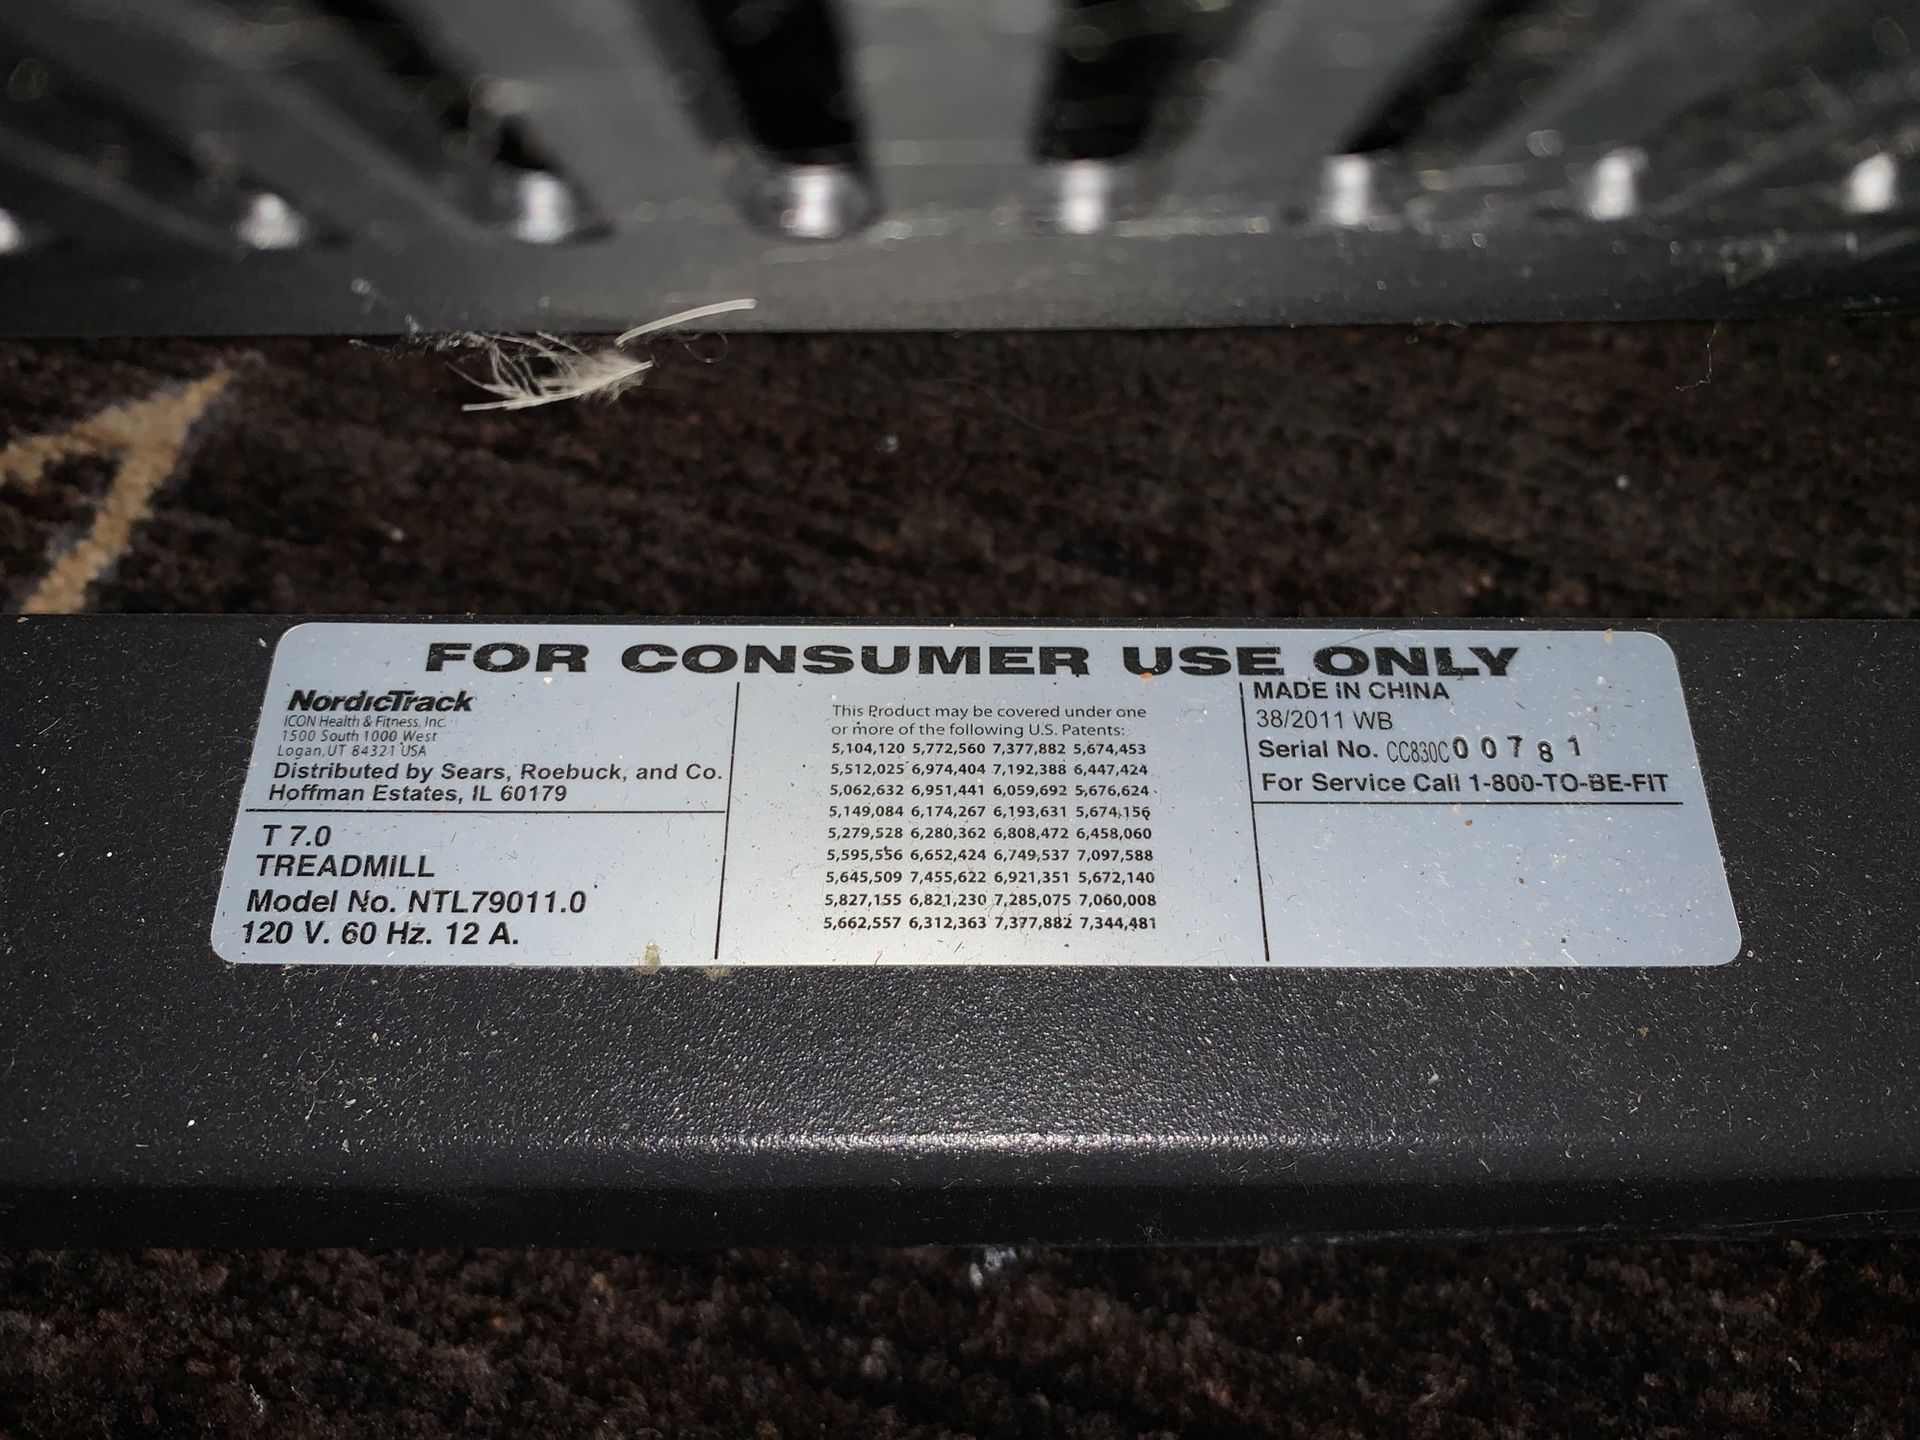 FOR CONSUMER USE ONLY
NordicTrack
ICON Health & Fitness, Inc.
1500 South 1000 West
Logan, UT 84321 USA
Distributed by Sears, Roebuck, and Co.
Hoffman Estates, IL 60179
T 7.0
TREADMILL
Model No. NTL79011.0
120 V. 60 Hz. 12 A.
This Product may be covered under one
or more of the following U.S. Patents:
5,104,120 5,772,560 7,377,882 5,674,453
5,512,025 6,974,404 7,192,388 6,447,424
5,062,632 6,951,441 6,059,692 5,676,624
5,149,084 6,174,267 6,193,631 5,674,156
5,279,528 6,280,362 6,808,472 6,458,060
5,595,556 6,652,424 6,749,537 7,097,588
5,645,509 7,455,622 6,921,351 5,672,140
5,827,155 6,821,230 7,285,075 7,060,008
5,662,557 6,312,363 7,377,882 7,344,481
MADE IN CHINA
38/2011 WB
Serial No. CC830C00781
For Service Call 1-800-TO-BE-FIT